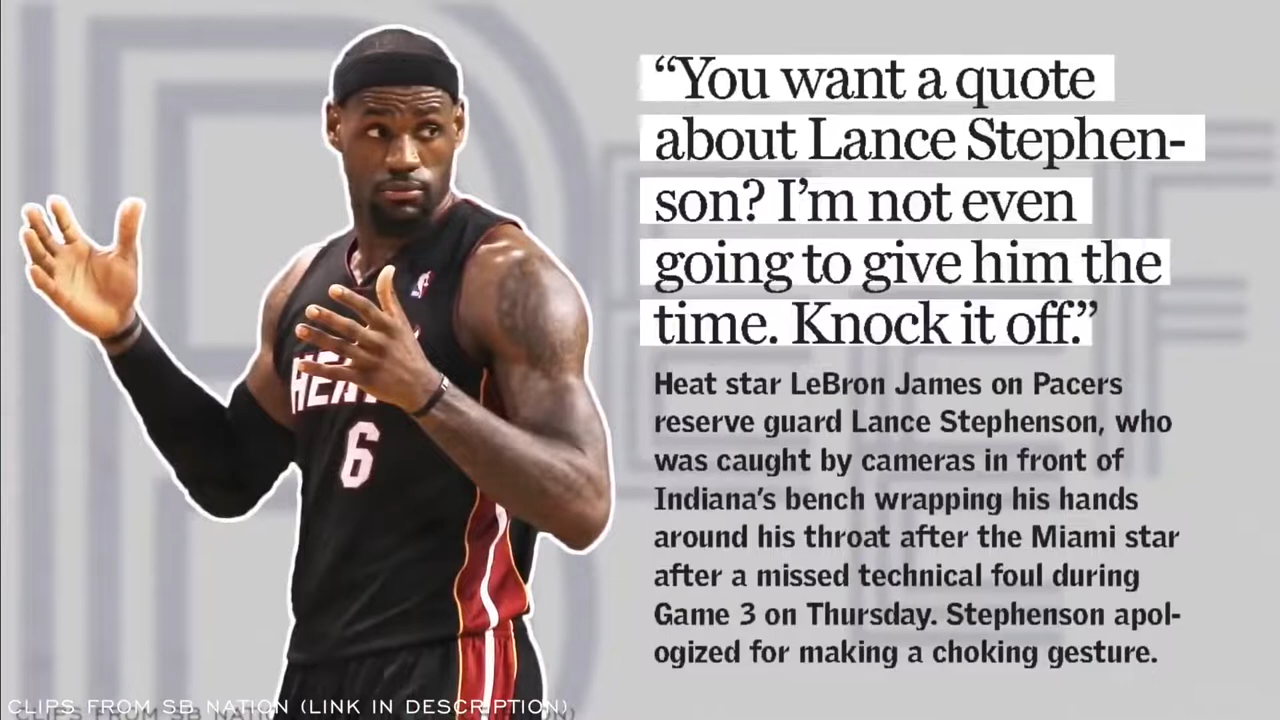 “You want a quote
about Lance Stephen-
son? I’m not even
going to give him the
time. Knock it off.”
Heat star LeBron James on Pacers
reserve guard Lance Stephenson, who
was caught by cameras in front of
Indiana’s bench wrapping his hands
around his throat after the Miami star
after a missed technical foul during
Game 3 on Thursday. Stephenson apol-
ogized for making a choking gesture.
HEAT
6
CLIPS FROM SB NATION (LINK IN DESCRIPTION)